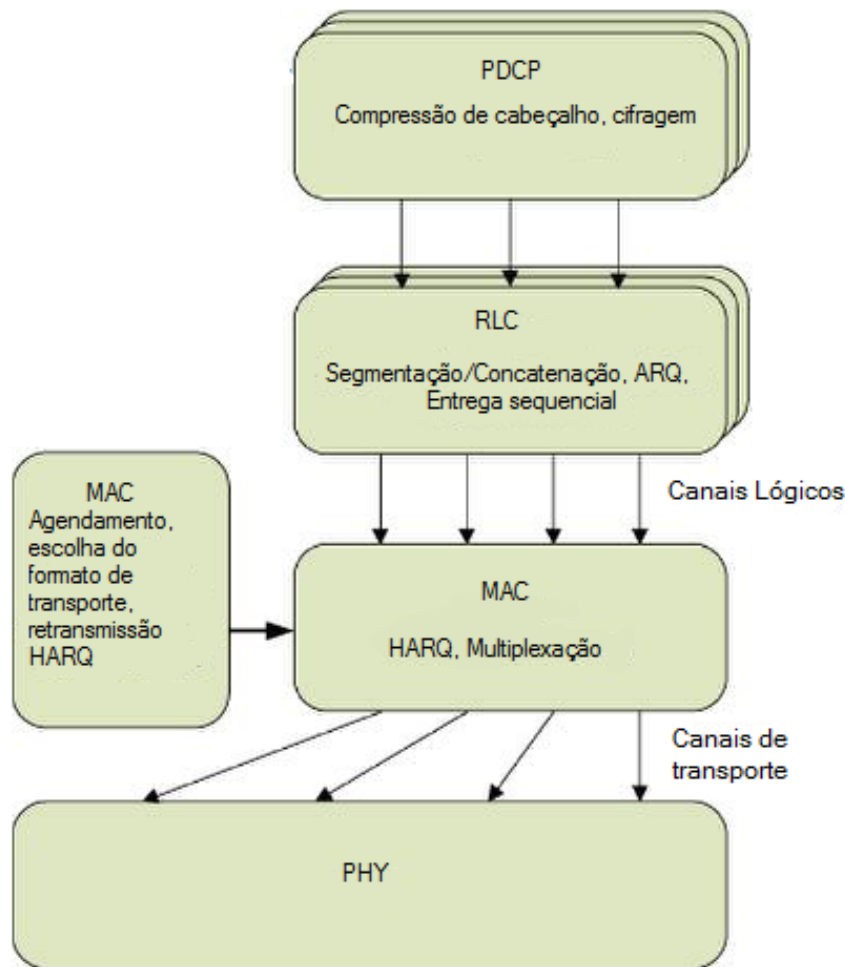 PDCP
Compressão de cabeçalho, cifragem
RLC
Segmentação/Concatenação, ARQ,
Entrega sequencial
Canais Lógicos
MAC
Agendamento,
escolha do
formato de
transporte,
retransmissão
HARQ
MAC
HARQ, Multiplexação
Canais de
transporte
PHY